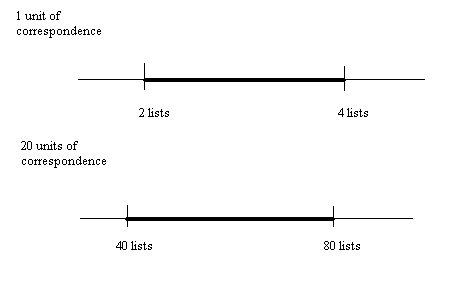 1 unit of
correspondence
2 lists 4 lists
20 units of
correspondence
40 lists 80 lists